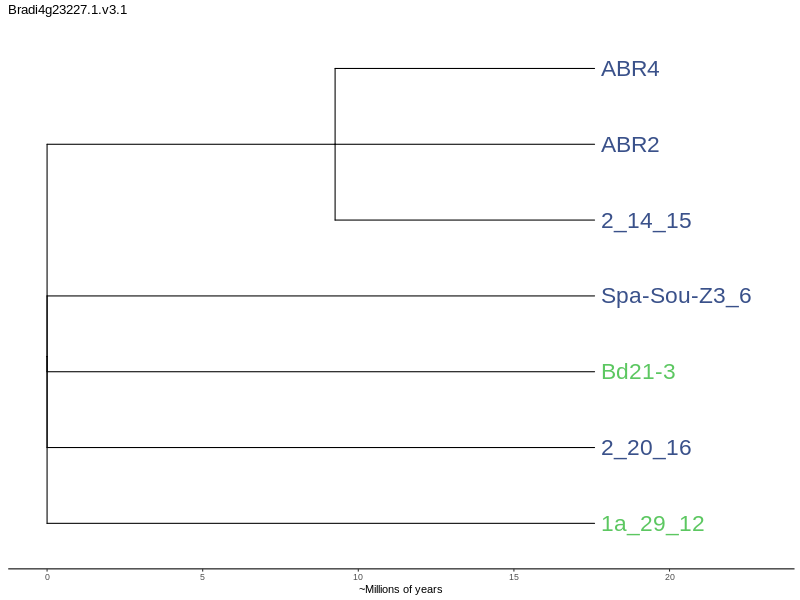 Bradi4g23227.1.v3.1
ABR4
ABR2
2_14_15
Spa-Sou-Z3_6
Bd21-3
2_20_16
1a_29_12
0 5 10 15 20
~Millions of years